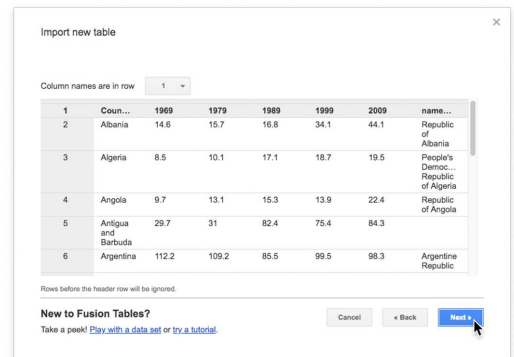 ×
Import new table
Column names are in row 1
1 Coun... 1969 1979 1989 1999 2009 name...
2 Albania 14.6 15.7 16.8 34.1 44.1 Republic
of
Albania
3 Algeria 8.5 10.1 17.1 18.7 19.5 People's
Democ...
Republic
of Algeria
4 Angola 9.7 13.1 15.3 13.9 22.4 Republic
of Angola
5 Antigua 29.7 31 82.4 75.4 84.3
and
Barbuda
6 Argentina 112.2 109.2 85.5 99.5 98.3 Argentine
Republic
Rows before the header row will be ignored.
New to Fusion Tables?
Take a peek! Play with a data set or try a tutorial.
Cancel « Back Next »